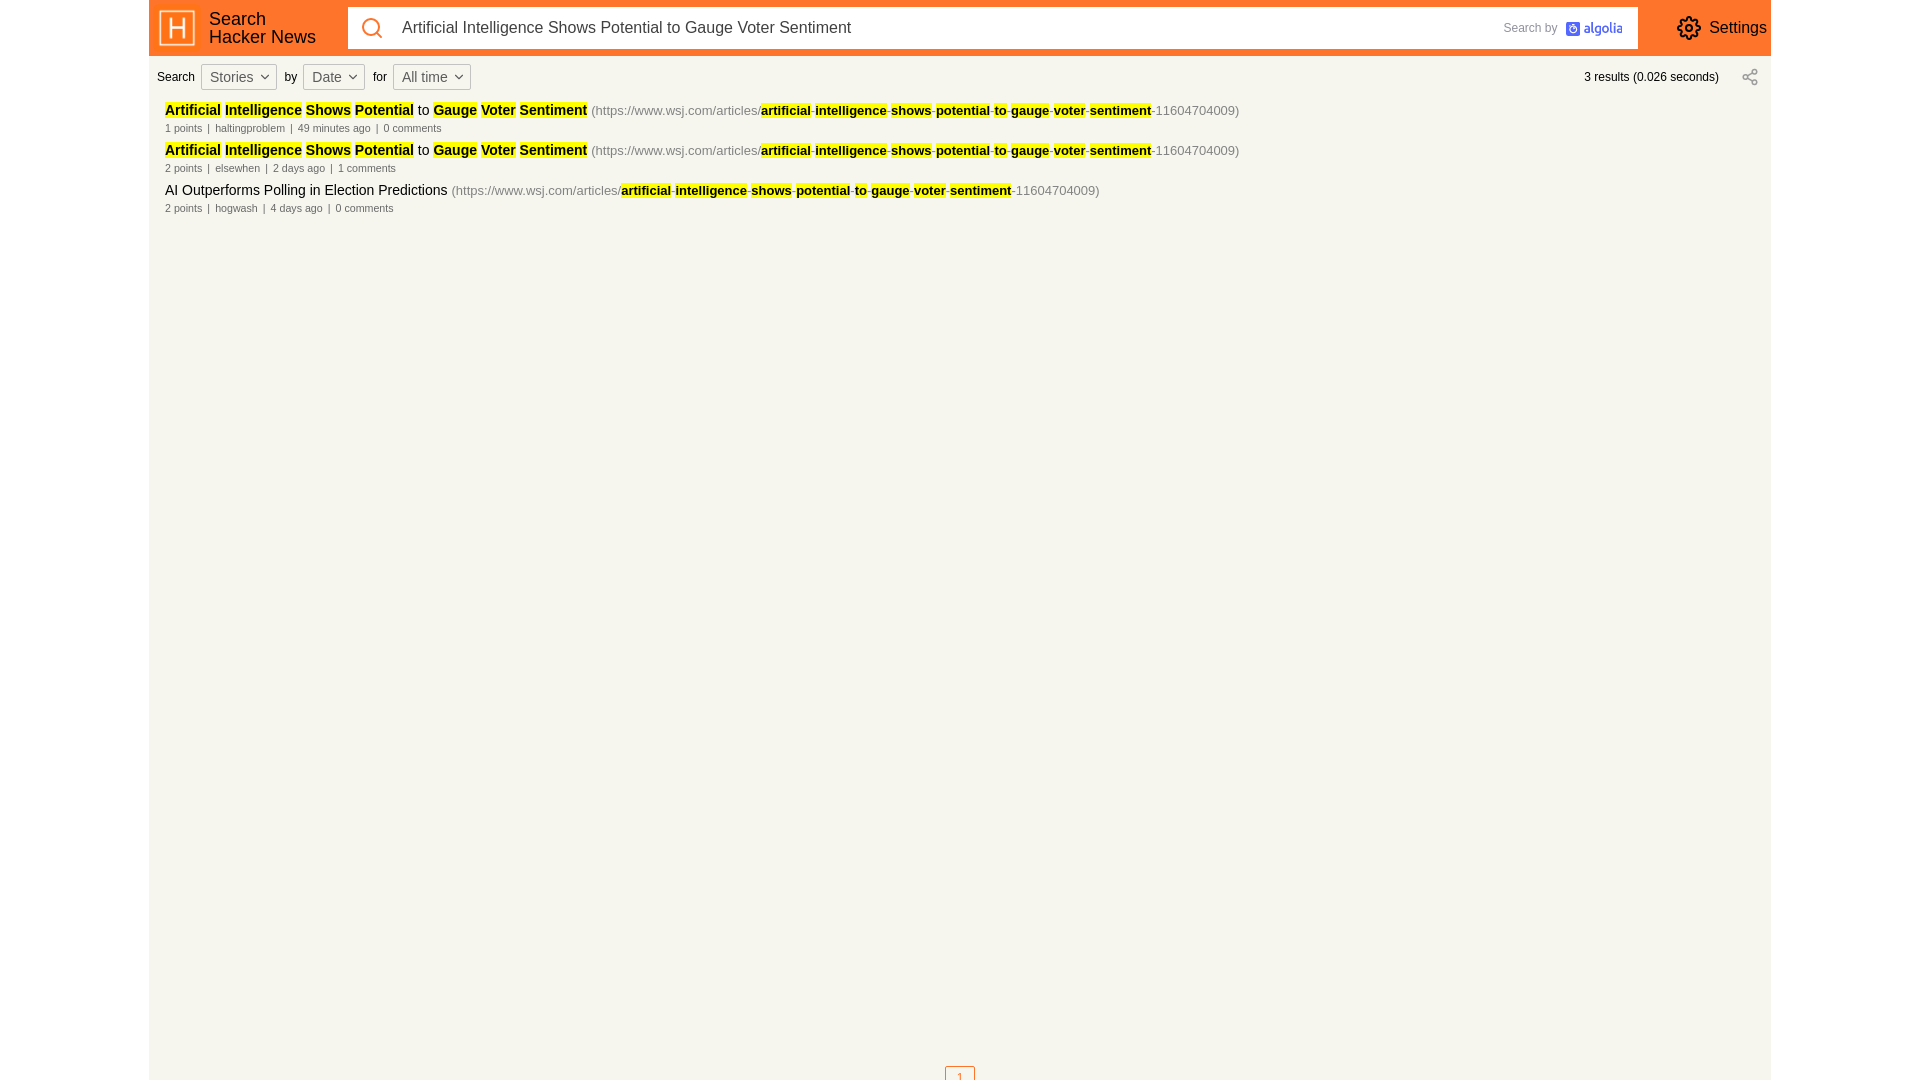 Search
Hacker News
Artificial Intelligence Shows Potential to Gauge Voter Sentiment
Search by algolia
Settings
Search Stories by Date for All time
3 results (0.026 seconds)
Artificial Intelligence Shows Potential to Gauge Voter Sentiment (https://www.wsj.com/articles/artificial-intelligence-shows-potential-to-gauge-voter-sentiment-11604704009)
1 points | haltingproblem | 49 minutes ago | 0 comments
Artificial Intelligence Shows Potential to Gauge Voter Sentiment (https://www.wsj.com/articles/artificial-intelligence-shows-potential-to-gauge-voter-sentiment-11604704009)
2 points | elsewhen | 2 days ago | 1 comments
AI Outperforms Polling in Election Predictions (https://www.wsj.com/articles/artificial-intelligence-shows-potential-to-gauge-voter-sentiment-11604704009)
2 points | hogwash | 4 days ago | 0 comments
1